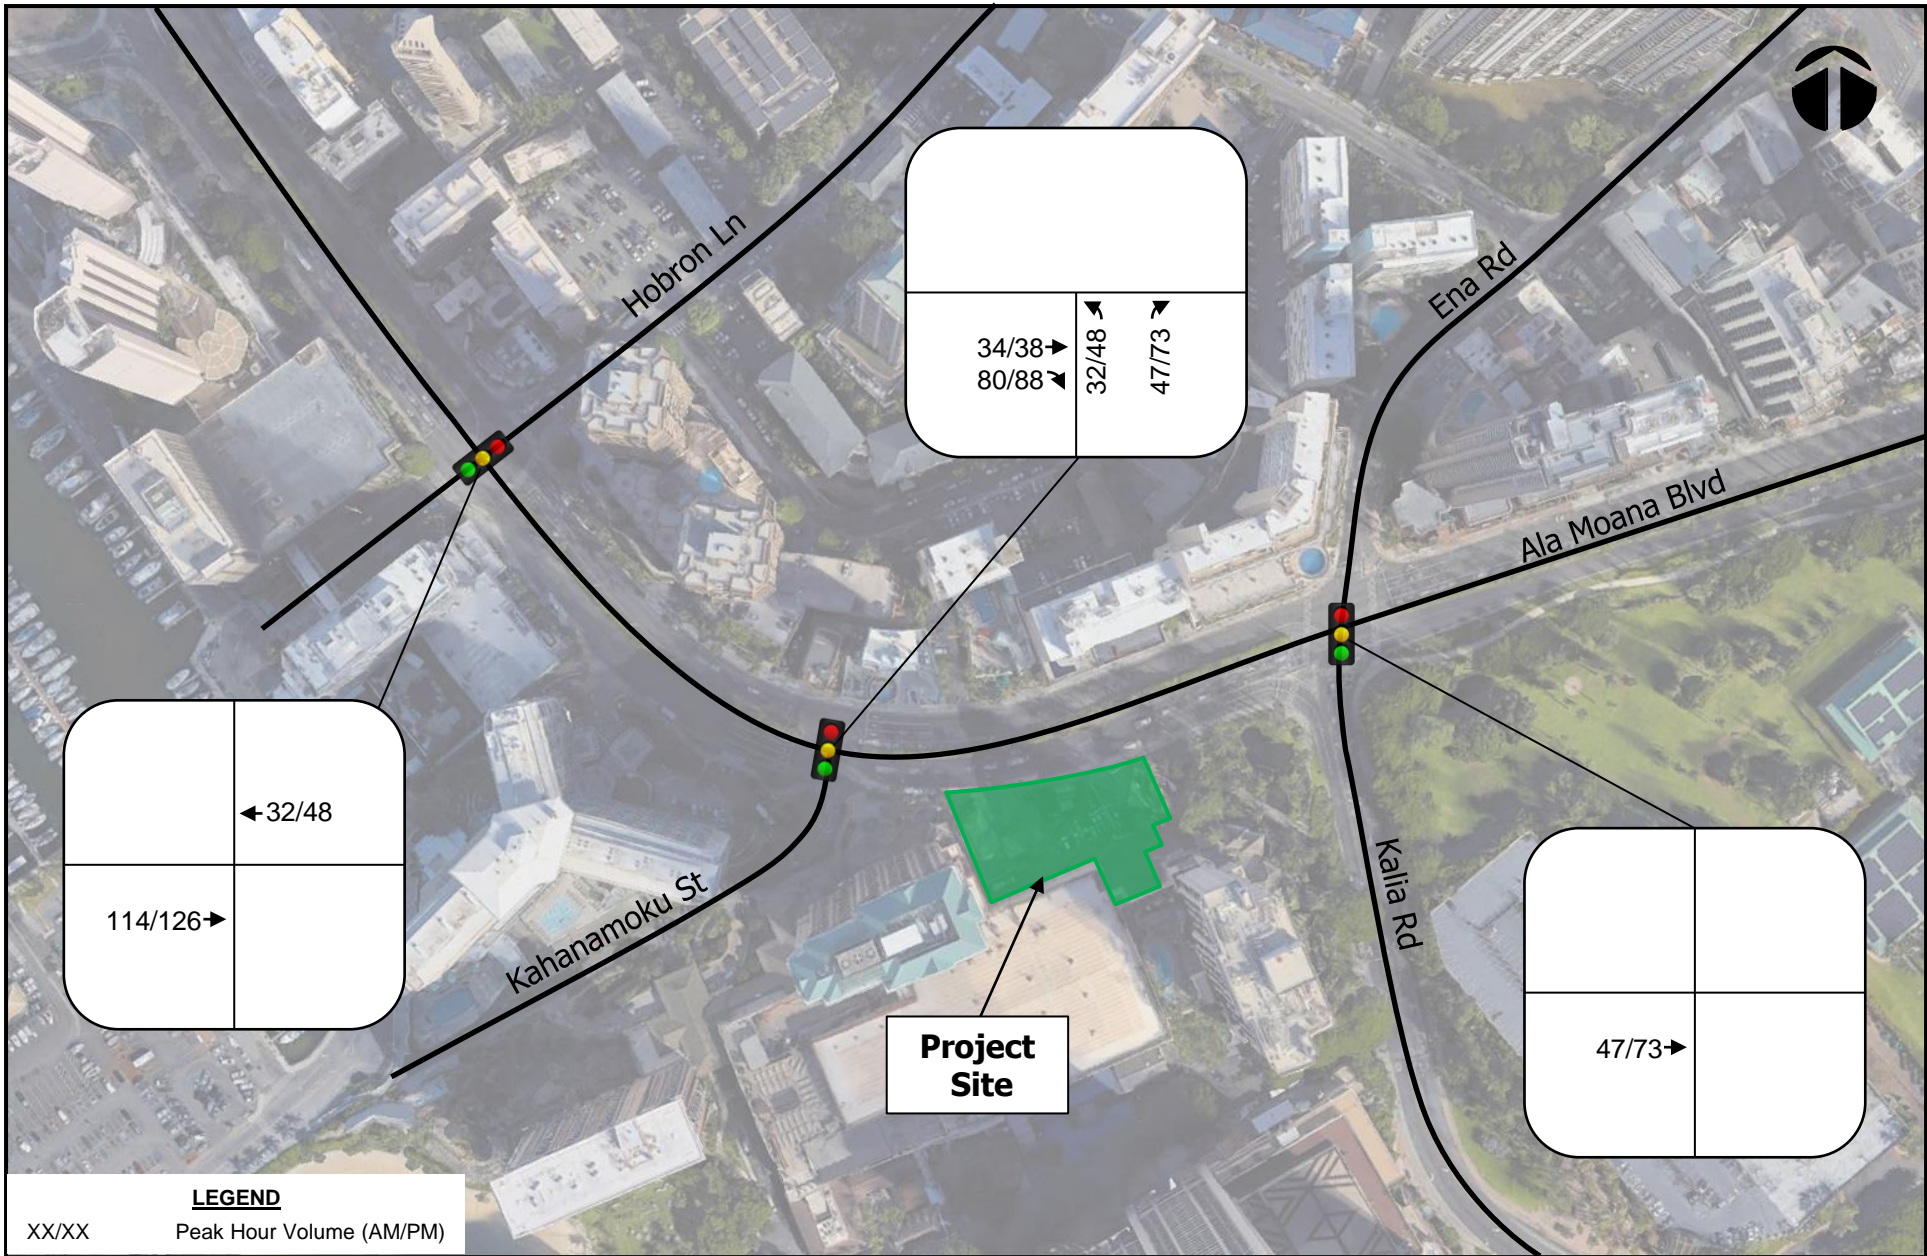 Hobron Ln
Ena Rd
34/38
80/88
32/48
47/73
Ala Moana Blvd
32/48
114/126
Kahanamoku St
Kalia Rd
Project
Site
47/73
LEGEND
XX/XX Peak Hour Volume (AM/PM)